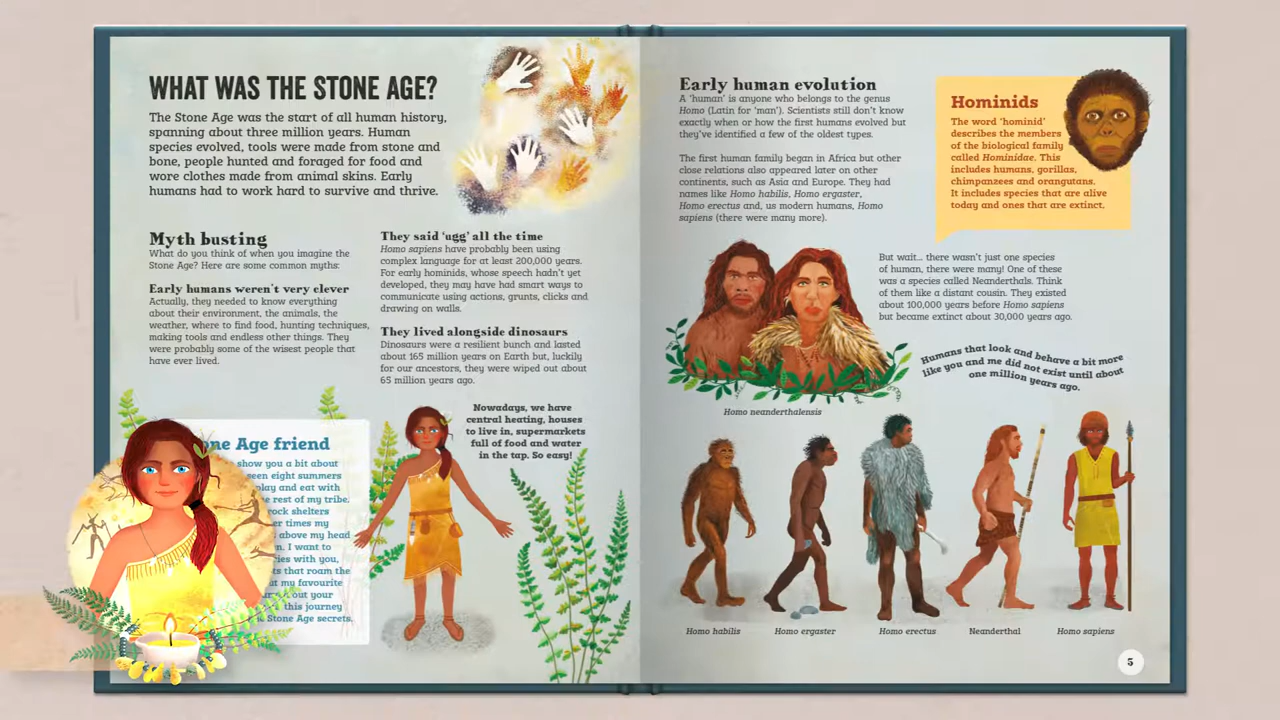 WHAT WAS THE STONE AGE?
The Stone Age was the start of all human history,
spanning about three million years. Human
species evolved, tools were made from stone and
bone, people hunted and foraged for food and
wore clothes made from animal skins. Early
humans had to work hard to survive and thrive.
Myth busting
What do you think of when you imagine the
Stone Age? Here are some common myths:
Early humans weren't very clever
Actually, they needed to know everything
about their environment, the animals, the
weather, where to find food, hunting techniques,
making tools and endless other things. They
were probably some of the wisest people that
have ever lived.
They said 'ugg' all the time
Homo sapiens have probably been using
complex language for at least 200,000 years.
For early hominids, whose speech hadn't yet
developed, they may have had smart ways to
communicate using actions, grunts, clicks and
drawing on walls.
They lived alongside dinosaurs
Dinosaurs were a resilient bunch and lasted
about 165 million years on Earth but, luckily
for our ancestors, they were wiped out about
65 million years ago.
Age friend
show you a bit about
seen eight summers
play and eat with
rest of my tribe.
rock shelters
times my
above my head
I want to
with you,
that roam the
my favourite
out your
this journey
Stone Age secrets.
Nowadays, we have
central heating, houses
to live in, supermarkets
full of food and water
in the tap. So easy!
Early human evolution
A 'human' is anyone who belongs to the genus
Homo (Latin for 'man'). Scientists still don't know
exactly when or how the first humans evolved but
they've identified a few of the oldest types.
The first human family began in Africa but other
close relations also appeared later on other
continents, such as Asia and Europe. They had
names like Homo habilis, Homo ergaster,
Homo erectus and, us modern humans, Homo
sapiens (there were many more).
Hominids
The word 'hominid'
describes the members
of the biological family
called Hominidae. This
includes humans, gorillas,
chimpanzees and orangutans.
It includes species that are alive
today and ones that are extinct.
But wait... there wasn't just one species
of human, there were many! One of these
was a species called Neanderthals. Think
of them like a distant cousin. They existed
about 100,000 years before Homo sapiens
but became extinct about 30,000 years ago.
Humans that look and behave a bit more
like you and me did not exist until about
one million years ago.
Homo neanderthalensis
Homo habilis
Homo ergaster
Homo erectus
Neanderthal
Homo sapiens
5